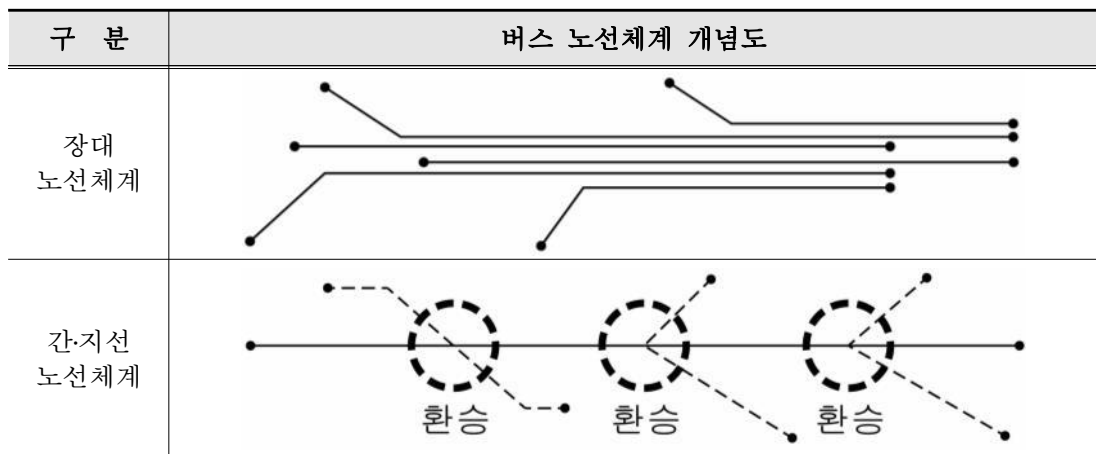 구 분
버스 노선체계 개념도
장대
노선체계
간·지선
노선체계
환승
환승
환승